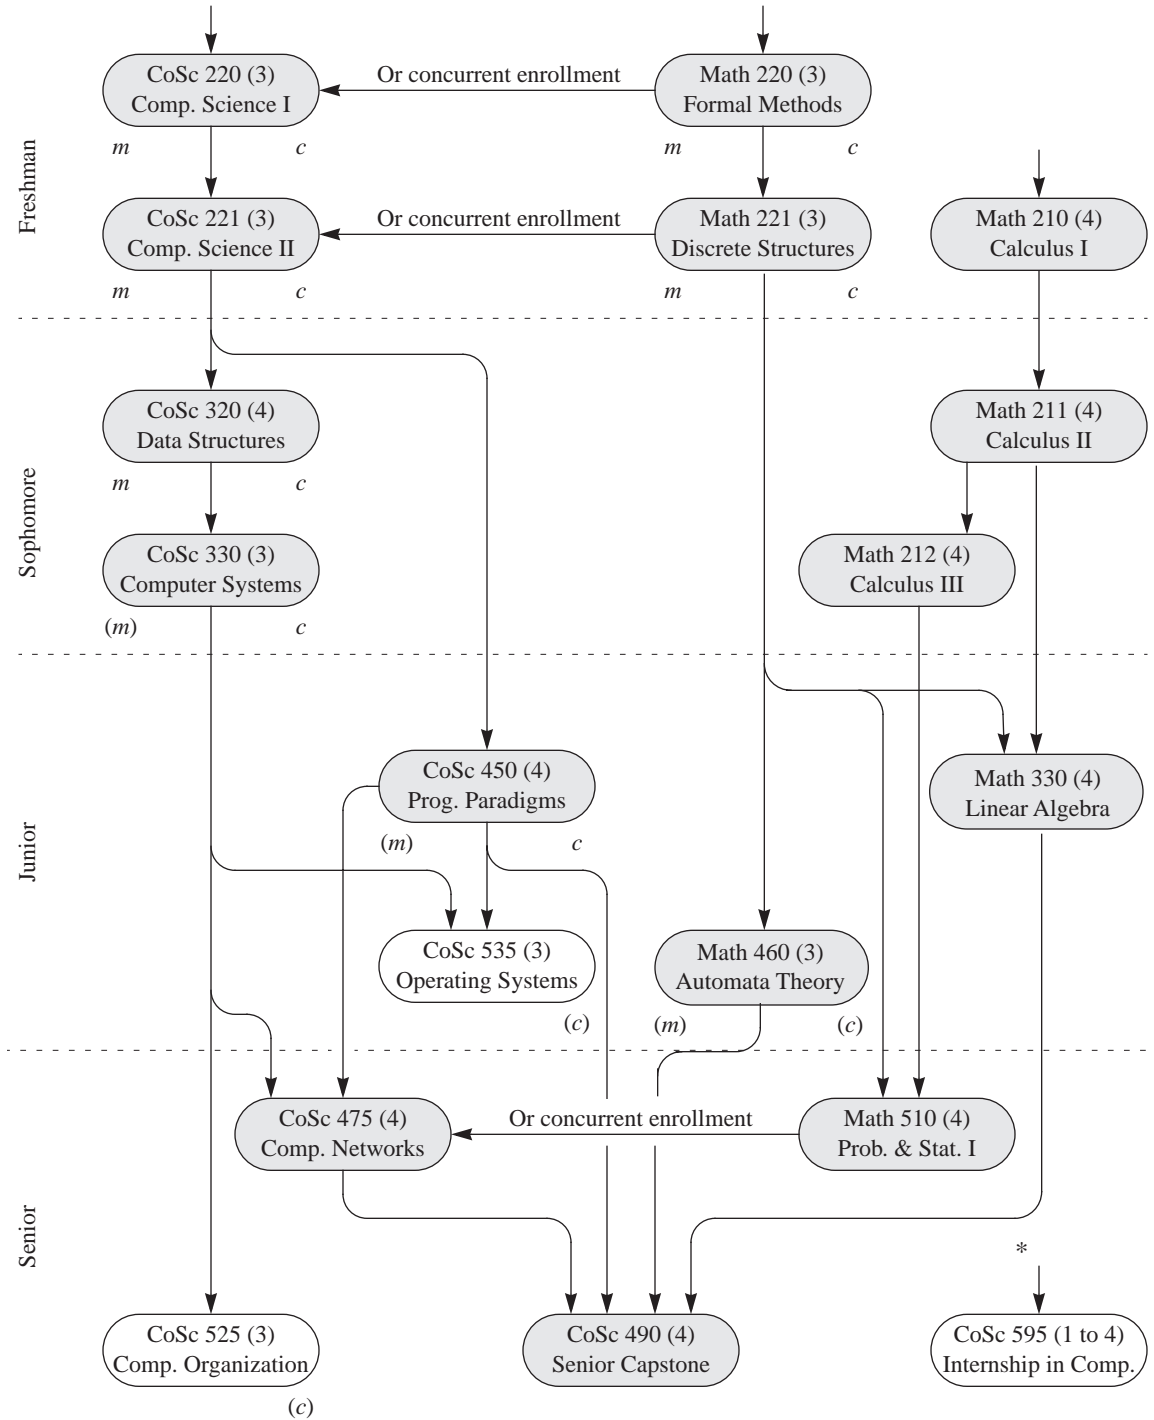 CoSc 220 (3)
Comp. Science I
Or concurrent enrollment
Math 220 (3)
Formal Methods
m
c
m
c
Freshman
CoSc 221 (3)
Comp. Science II
Or concurrent enrollment
Math 221 (3)
Discrete Structures
Math 210 (4)
Calculus I
m
c
m
c
CoSc 320 (4)
Data Structures
Math 211 (4)
Calculus II
m
c
Sophomore
CoSc 330 (3)
Computer Systems
Math 212 (4)
Calculus III
(m)
c
CoSc 450 (4)
Prog. Paradigms
Math 330 (4)
Linear Algebra
(m)
c
Junior
CoSc 535 (3)
Operating Systems
Math 460 (3)
Automata Theory
(c)
(m)
(c)
CoSc 475 (4)
Comp. Networks
Or concurrent enrollment
Math 510 (4)
Prob. & Stat. I
Senior
*
CoSc 525 (3)
Comp. Organization
CoSc 490 (4)
Senior Capstone
CoSc 595 (1 to 4)
Internship in Comp.
(c)